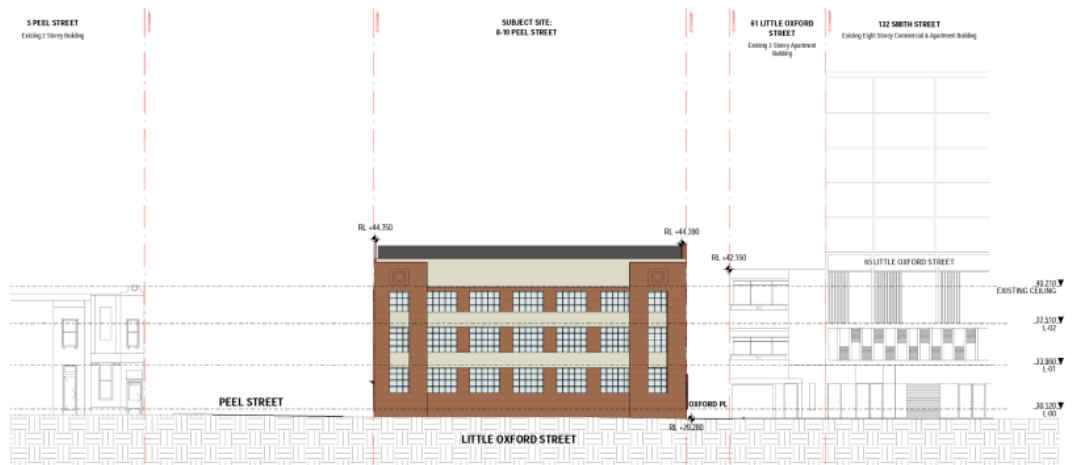 5 PEEL STREET
Existing 2 Storey Building
SUBJECT SITE:
8-10 PEEL STREET
61 LITTLE OXFORD
STREET
Existing 3 Storey Apartment
Building
132 SMITH STREET
Existing Eight Storey Commercial & Apartment Building
RL +44.750
RL +44.390
RL +42.150
65 LITTLE OXFORD STREET
40.710
EXISTING CEILING
37.510
L-02
33.960
L-01
30.320
L-00
PEEL STREET
OXFORD PL
RL +29.280
LITTLE OXFORD STREET